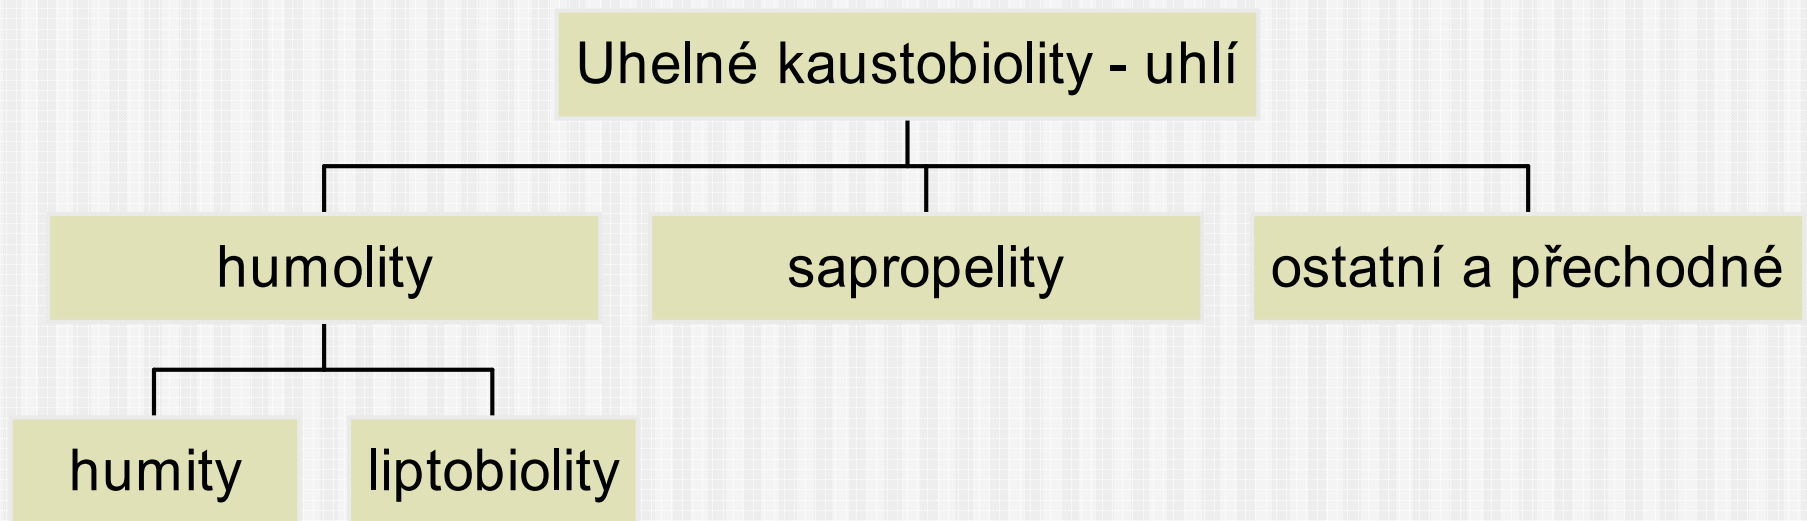 Uhelné kaustobiolity - uhlí
humolity
sapropelity
ostatní a přechodné
humity
liptobiolity